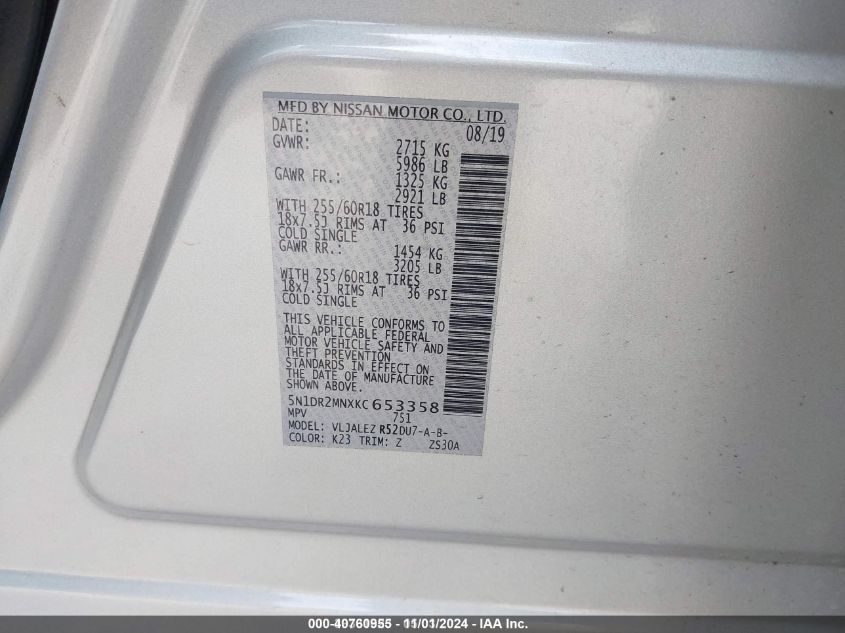 MFD BY NISSAN MOTOR CO., LTD.
DATE: 08/19
GVWR: 2715 KG
5986 LB
GAWR FR.: 1325 KG
2921 LB
WITH 255/60R18 TIRES
18x7.5J RIMS AT 36 PSI
COLD SINGLE
GAWR RR.: 1454 KG
3205 LB
WITH 255/60R18 TIRES
18x7.5J RIMS AT 36 PSI
COLD SINGLE
THIS VEHICLE CONFORMS TO
ALL APPLICABLE FEDERAL
MOTOR VEHICLE SAFETY AND
THEFT PREVENTION
STANDARDS IN EFFECT ON
THE DATE OF MANUFACTURE
SHOWN ABOVE.
5N1DR2MNXKC653358
MPV 751
MODEL: VLJALEZ R52DU7-A-B-
COLOR: K23 TRIM: Z ZS30A
000-40760955 - 11/01/2024 - IAA Inc.